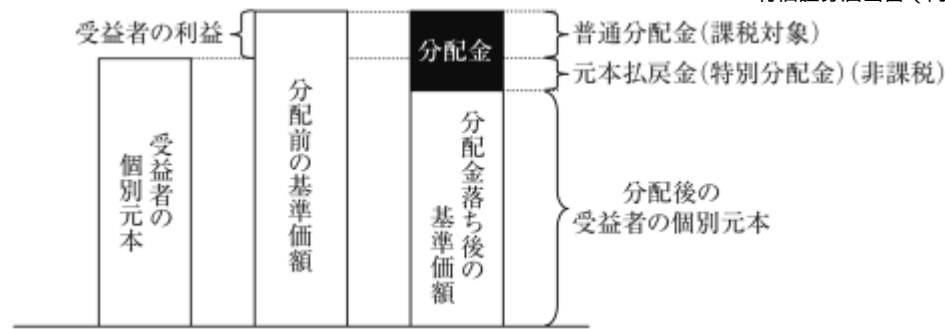 受益者の利益
受益者の
個別元本
分配前の基準価額
分配金
分配金落ち後の
基準価額
普通分配金(課税対象)
元本払戻金(特別分配金)(非課税)
分配後の
受益者の個別元本